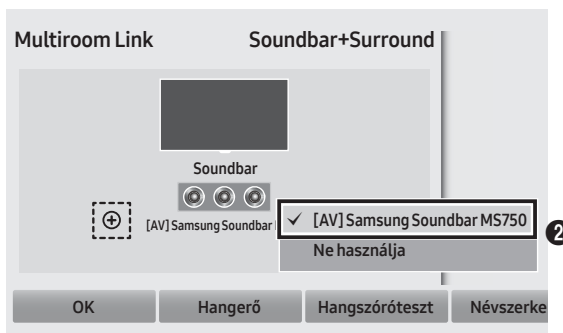 Multiroom Link
Soundbar+Surround
Soundbar
[AV] Samsung Soundbar
[AV] Samsung Soundbar MS750
Ne használja
2
OK
Hangerő
Hangszóróteszt
Névszerke